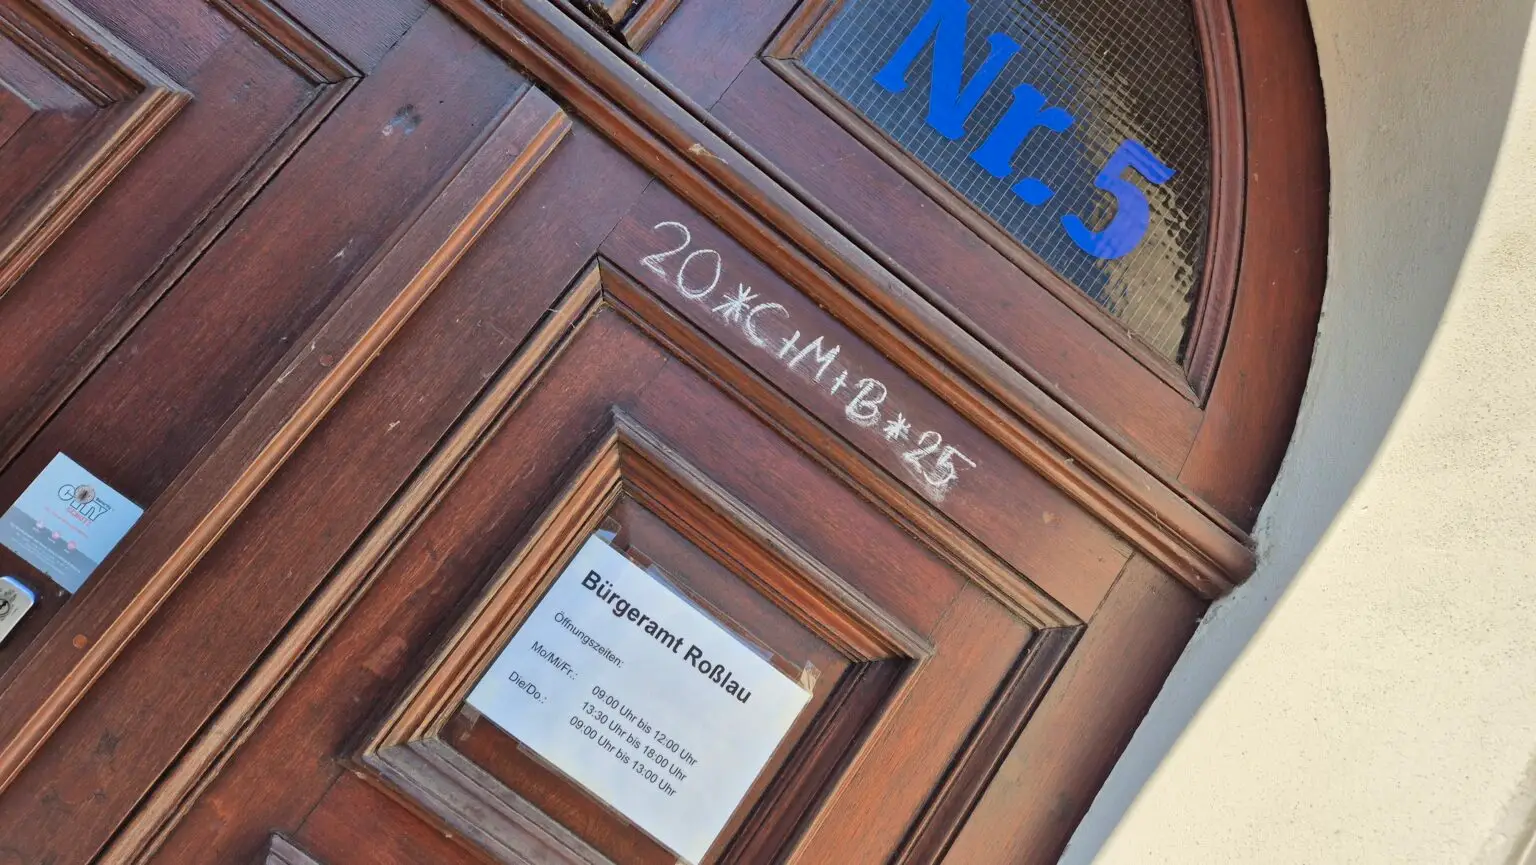 Nr. 5
20*C+M+B*25
Bürgeramt Roßlau
Öffnungszeiten:
Mo/Mi/Fr.: 09:00 Uhr bis 12:00 Uhr
Die/Do.: 13:30 Uhr bis 18:00 Uhr
09:00 Uhr bis 13:00 Uhr
CITY